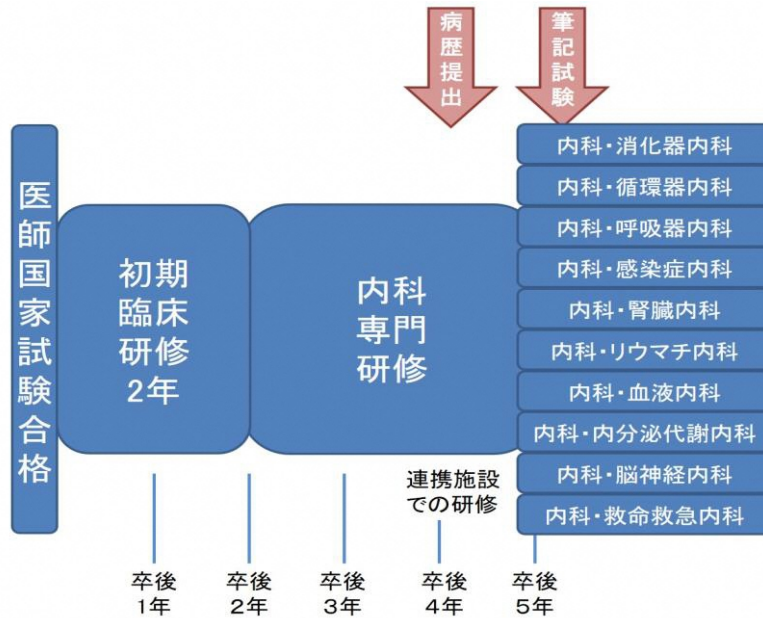 病歴提出
筆記試験
医師国家試験合格
初期
臨床
研修
2年
内科
専門
研修
内科・消化器内科
内科・循環器内科
内科・呼吸器内科
内科・感染症内科
内科・腎臓内科
内科・リウマチ内科
内科・血液内科
内科・内分泌代謝内科
内科・脳神経内科
内科・救命救急内科
連携施設
での研修
卒後
1年
卒後
2年
卒後
3年
卒後
4年
卒後
5年